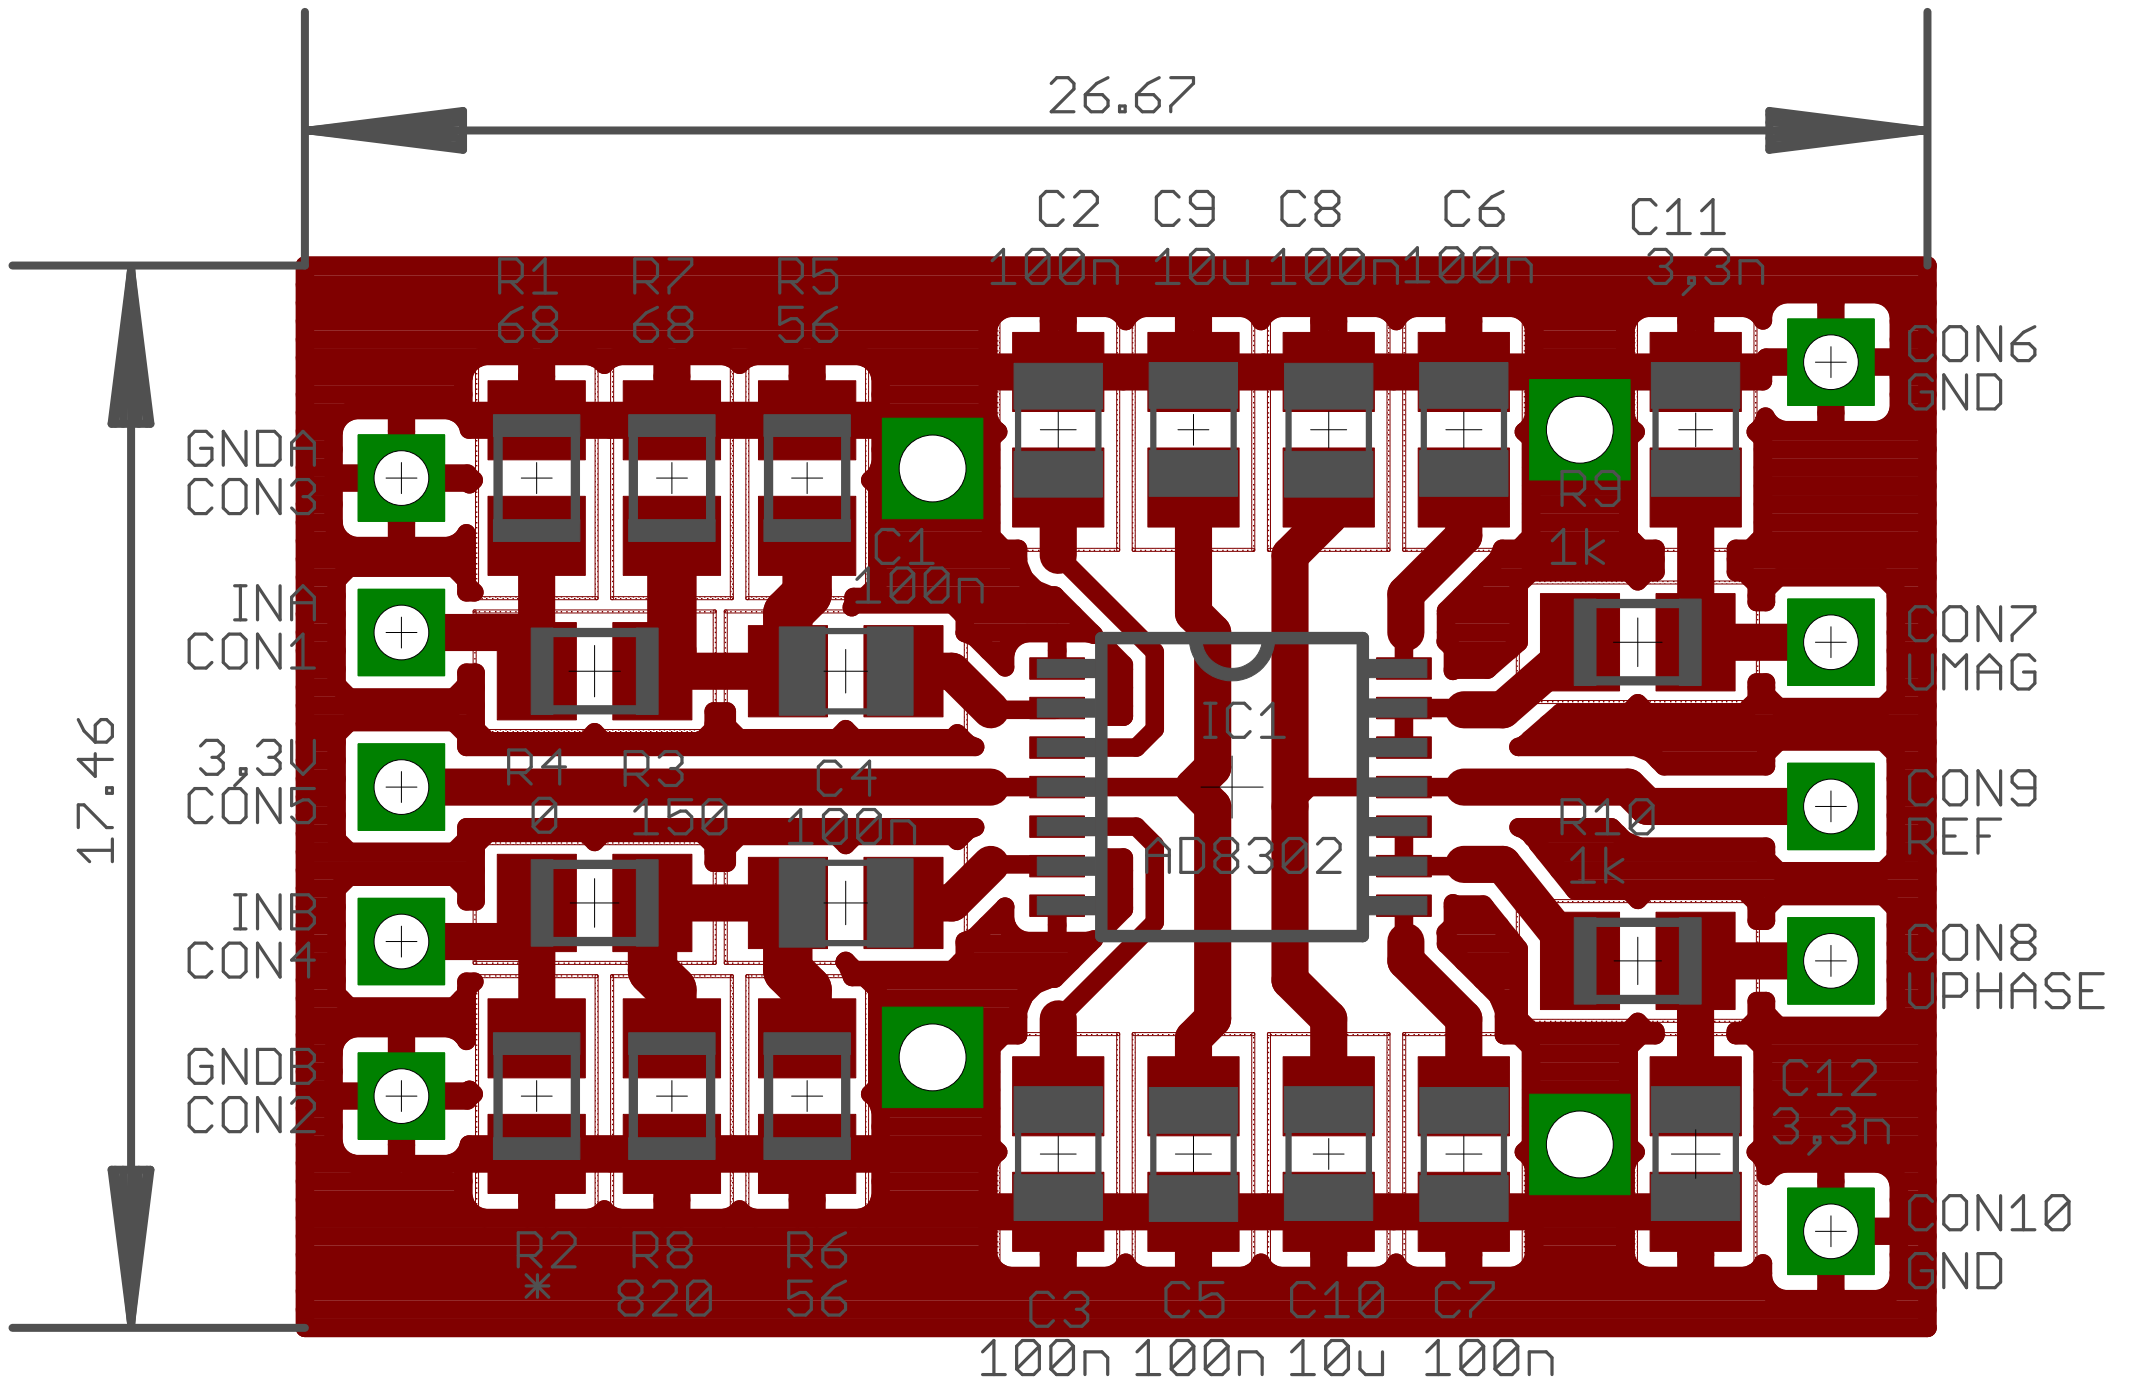 26.67
C2
C9
C8
C6
C11
100n
10u
100n
100n
3,3n
R1
R7
R5
68
68
56
CON6
GND
GNDA
CON3
R9
1k
C1
100n
INA
CON1
CON7
UMAG
17.46
IC1
3,3V
CON5
R4
0
R3
150
C4
100n
AD8302
R10
1k
CON9
REF
INB
CON4
CON8
UPHASE
GNDB
CON2
C12
3,3n
CON10
GND
R2
*
R8
820
R6
56
C3
100n
C5
100n
C10
10u
C7
100n